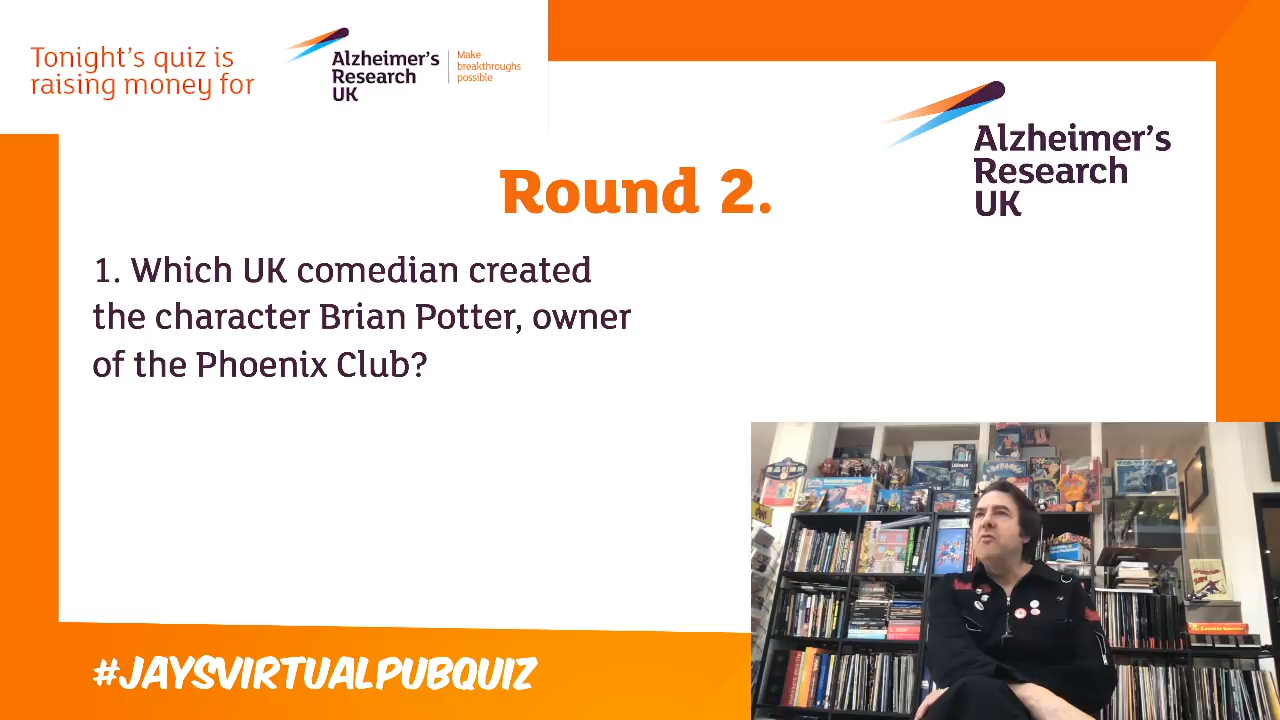 Tonight's quiz is
raising money for
Alzheimer's
Research
UK
Make
breakthroughs
possible
Alzheimer's
Research
UK
Round 2.
1. Which UK comedian created
the character Brian Potter, owner
of the Phoenix Club?
#JAYSVIRTUALPUBQUIZ